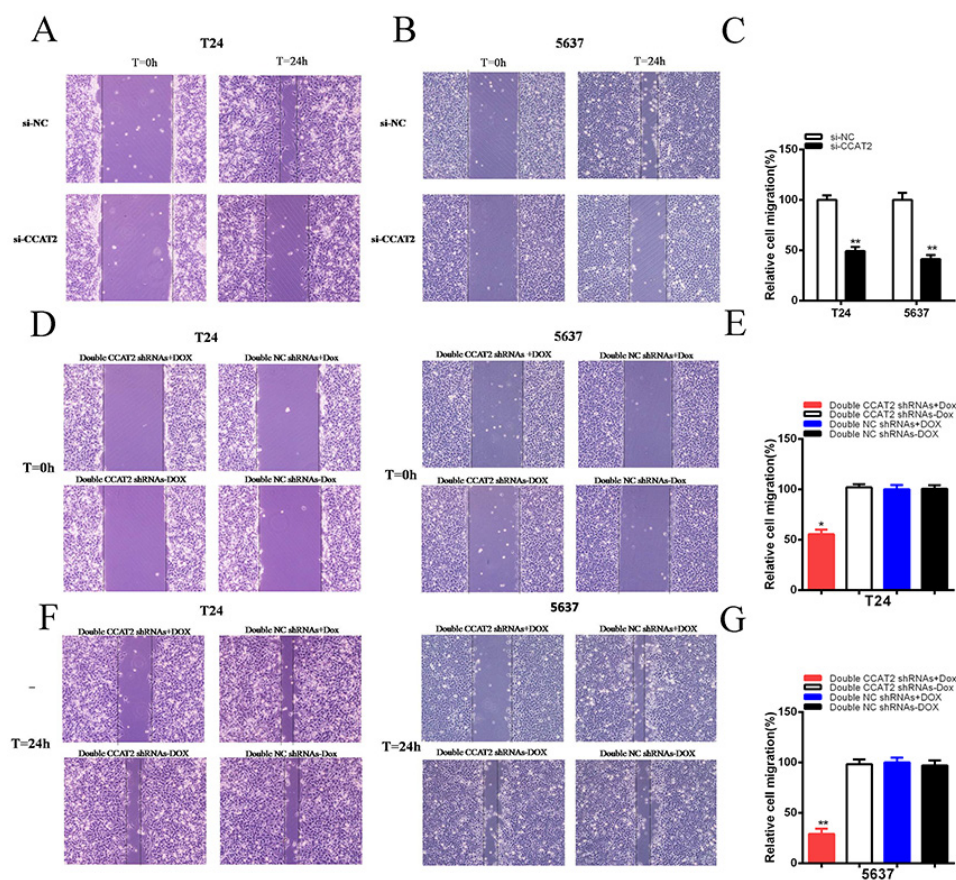 A
T24
T=0h
T=24h
si-NC
si-CCAT2
B
5637
T=0h
T=24h
si-NC
si-CCAT2
C
si-NC
si-CCAT2
Relative cell migration(%)
150
100
50
0
**
**
T24
5637
D
T24
Double CCAT2 shRNAs+DOX
Double NC shRNAs+Dox
T=0h
Double CCAT2 shRNAs-DOX
Double NC shRNAs-Dox
5637
Double CCAT2 shRNAs +DOX
Double NC shRNAs+Dox
T=0h
Double CCAT2 shRNAs-DOX
Double NC shRNAs-Dox
E
Double CCAT2 shRNAs+Dox
Double CCAT2 shRNAs-Dox
Double NC shRNAs+DOX
Double NC shRNAs-DOX
Relative cell migration(%)
150
100
50
0
*
T24
F
T24
Double CCAT2 shRNAs+DOX
Double NC shRNAs+Dox
T=24h
Double CCAT2 shRNAs-DOX
Double NC shRNAs-Dox
5637
Double CCAT2 shRNAs+DOX
Double NC shRNAs+DOX
T=24h
Double CCAT2 shRNAs-DOX
Double NC shRNAs-DOX
G
Double CCAT2 shRNAs+Dox
Double CCAT2 shRNAs-Dox
Double NC shRNAs+DOX
Double NC shRNAs-DOX
Relative cell migration(%)
150
100
50
0
**
5637